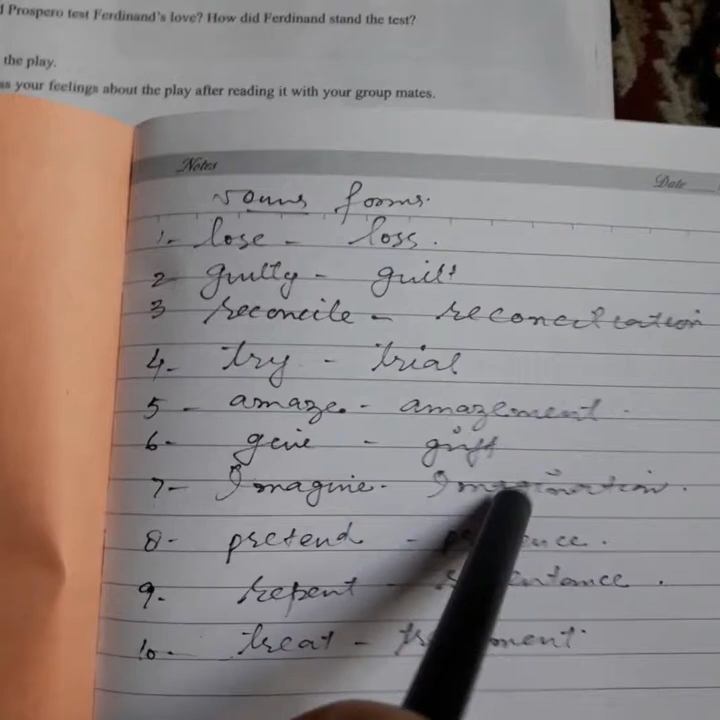 d Prospero test Ferdinand's love? How did Ferdinand stand the test?
the play.
ss your feelings about the play after reading it with your group mates.
Notes
Date
nouns forms.
1- lose - loss.
2 guilty - guilt
3 reconcile - reconciliation
4- try - trial
5 - amaze. - amazement.
6- give - gift
7- Imagine - Imagination.
8- pretend -
9- repent -
10- treat -